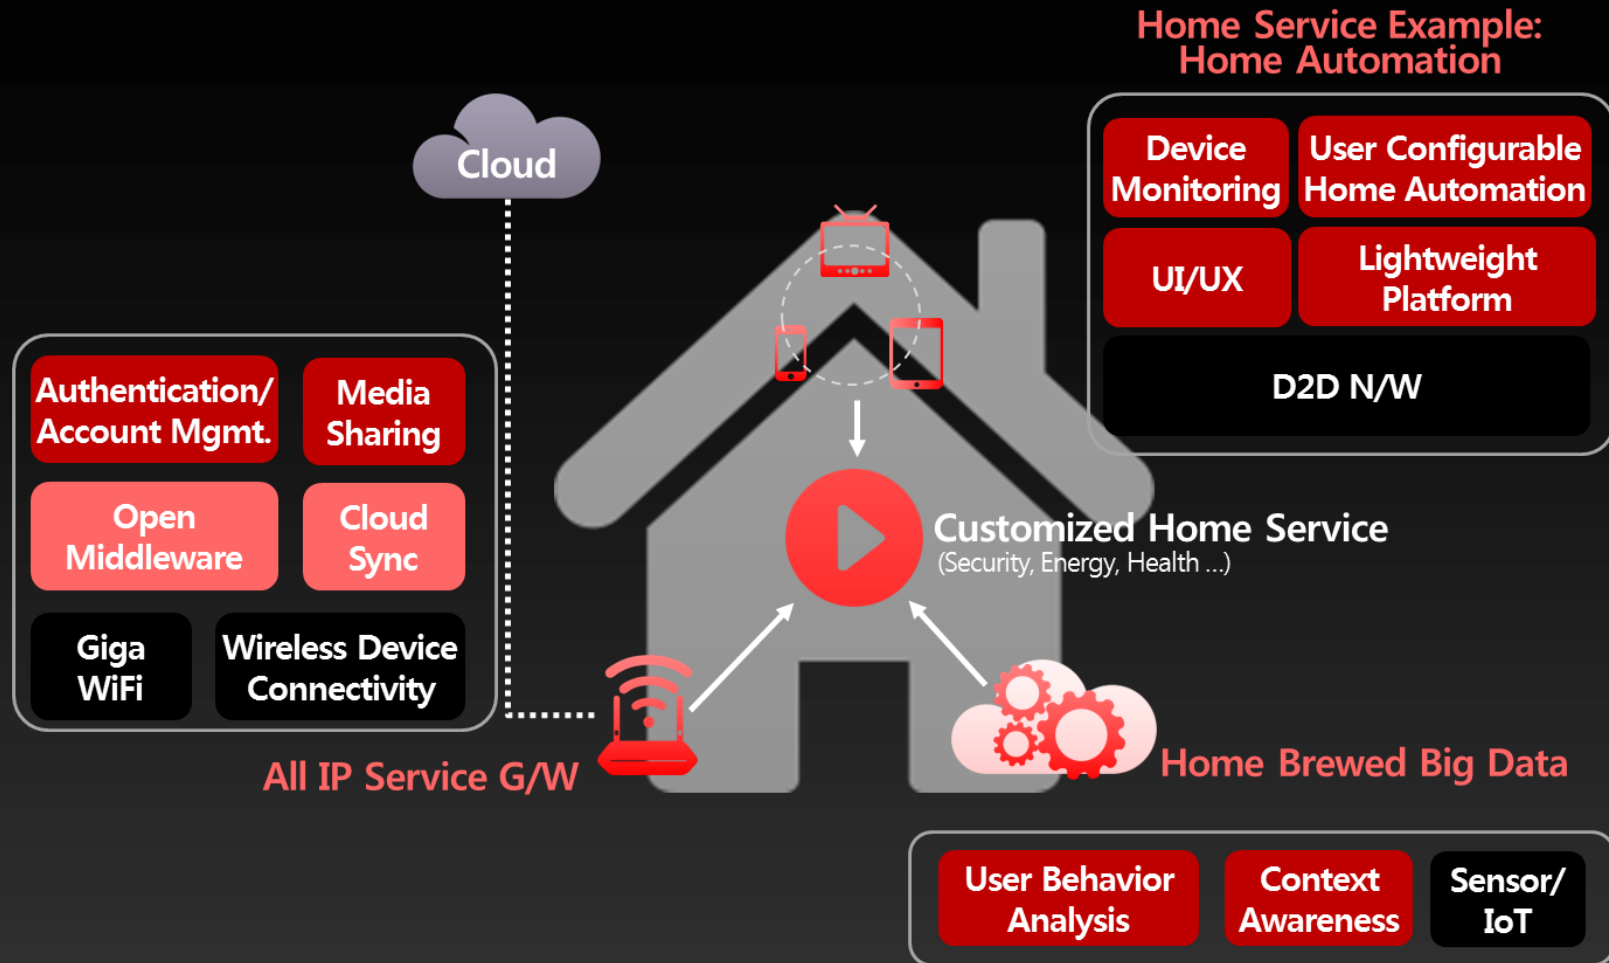 Home Service Example:
Home Automation
Cloud
Device
Monitoring
User Configurable
Home Automation
UI/UX
Lightweight
Platform
D2D N/W
Authentication/
Account Mgmt.
Media
Sharing
Open
Middleware
Cloud
Sync
Giga
WiFi
Wireless Device
Connectivity
Customized Home Service
(Security, Energy, Health ...)
All IP Service G/W
Home Brewed Big Data
User Behavior
Analysis
Context
Awareness
Sensor/
IoT